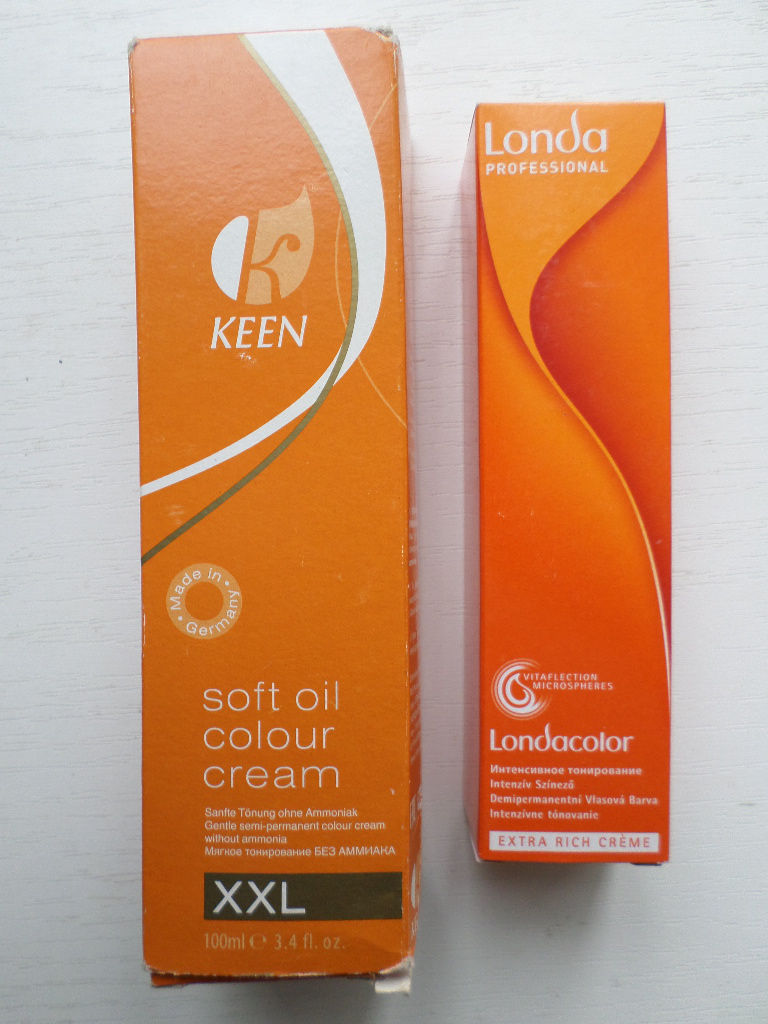 K
KEEN
Made in
Germany
soft oil
colour
cream
Sanfte Tönung ohne Ammoniak
Gentle semi-permanent colour cream
without ammonia
Мягкое тонирование БЕЗ АММИАКА
XXL
100ml ℮ 3.4 fl. oz.
Londa
PROFESSIONAL
VITAFLECTION
MICROSPHERES
Londacolor
Интенсивное тонирование
Intenzív Színező
Demipermanentní Vlasová Barva
Intenzívne tónovanie
EXTRA RICH CRÈME